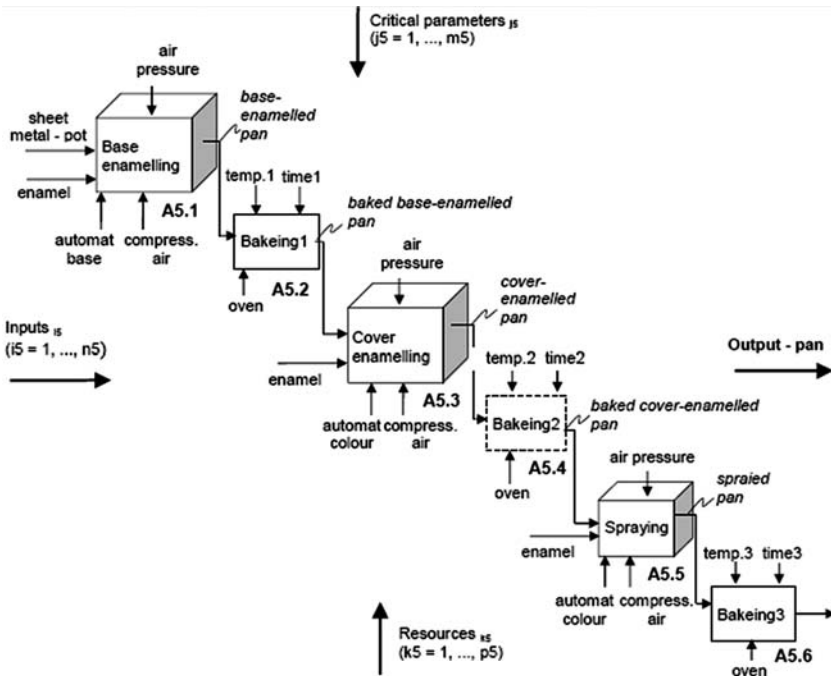 Critical parameters j5
(j5 = 1, ..., m5)
air
pressure
base-
enamelled
pan
sheet
metal - pot
Base
enamelling
enamel
A5.1
automat
base
compress.
air
temp.1
time1
baked base-enamelled
pan
Bakeing1
A5.2
oven
air
pressure
cover-
enamelled
pan
Inputs i5
(i5 = 1, ..., n5)
Cover
enamelling
enamel
A5.3
automat
colour
compress.
air
temp.2
time2
Output - pan
baked cover-enamelled
pan
Bakeing2
A5.4
oven
air pressure
spraied
pan
Spraying
enamel
A5.5
automat
colour
compress.
air
temp.3
time3
Bakeing3
A5.6
oven
Resources k5
(k5 = 1, ..., p5)